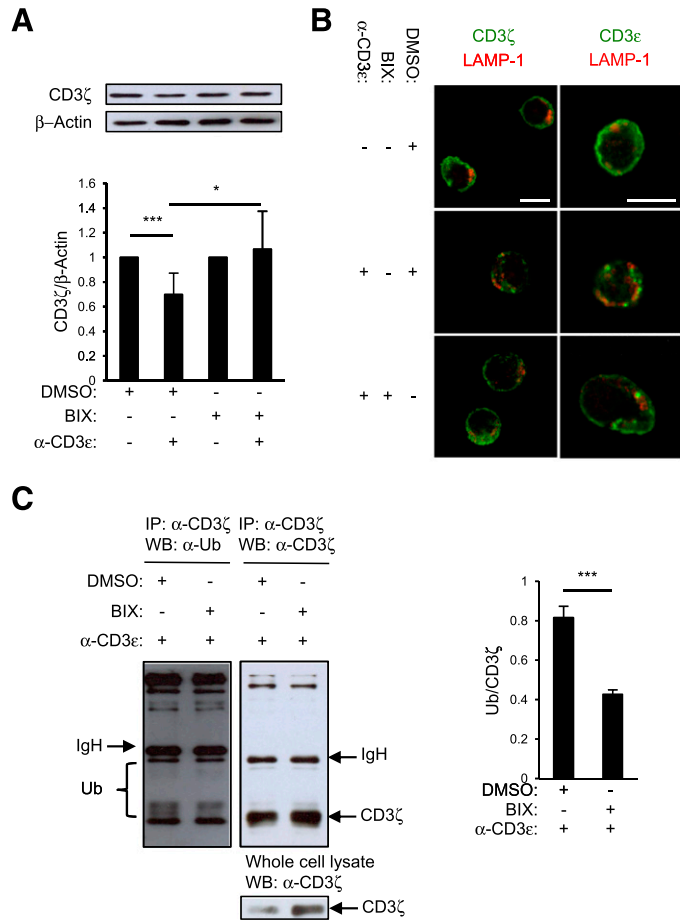 A
CD3ζ
β–Actin
CD3ζ/β-Actin
1.6
1.4
1.2
1
0.8
0.6
0.4
0.2
0
***
*
DMSO: + + - -
BIX: - - + +
α-CD3ε: - + - +
B
α-CD3ε:
BIX:
DMSO:
CD3ζ
LAMP-1
CD3ε
LAMP-1
- - +
+ - +
+ + -
C
IP: α-CD3ζ
WB: α-Ub
IP: α-CD3ζ
WB: α-CD3ζ
DMSO: + - + -
BIX: - + - +
α-CD3ε: + + + +
IgH
Ub
IgH
CD3ζ
Whole cell lysate
WB: α-CD3ζ
CD3ζ
Ub/CD3ζ
1
0.8
0.6
0.4
0.2
0
***
DMSO: + -
BIX: - +
α-CD3ε: + +